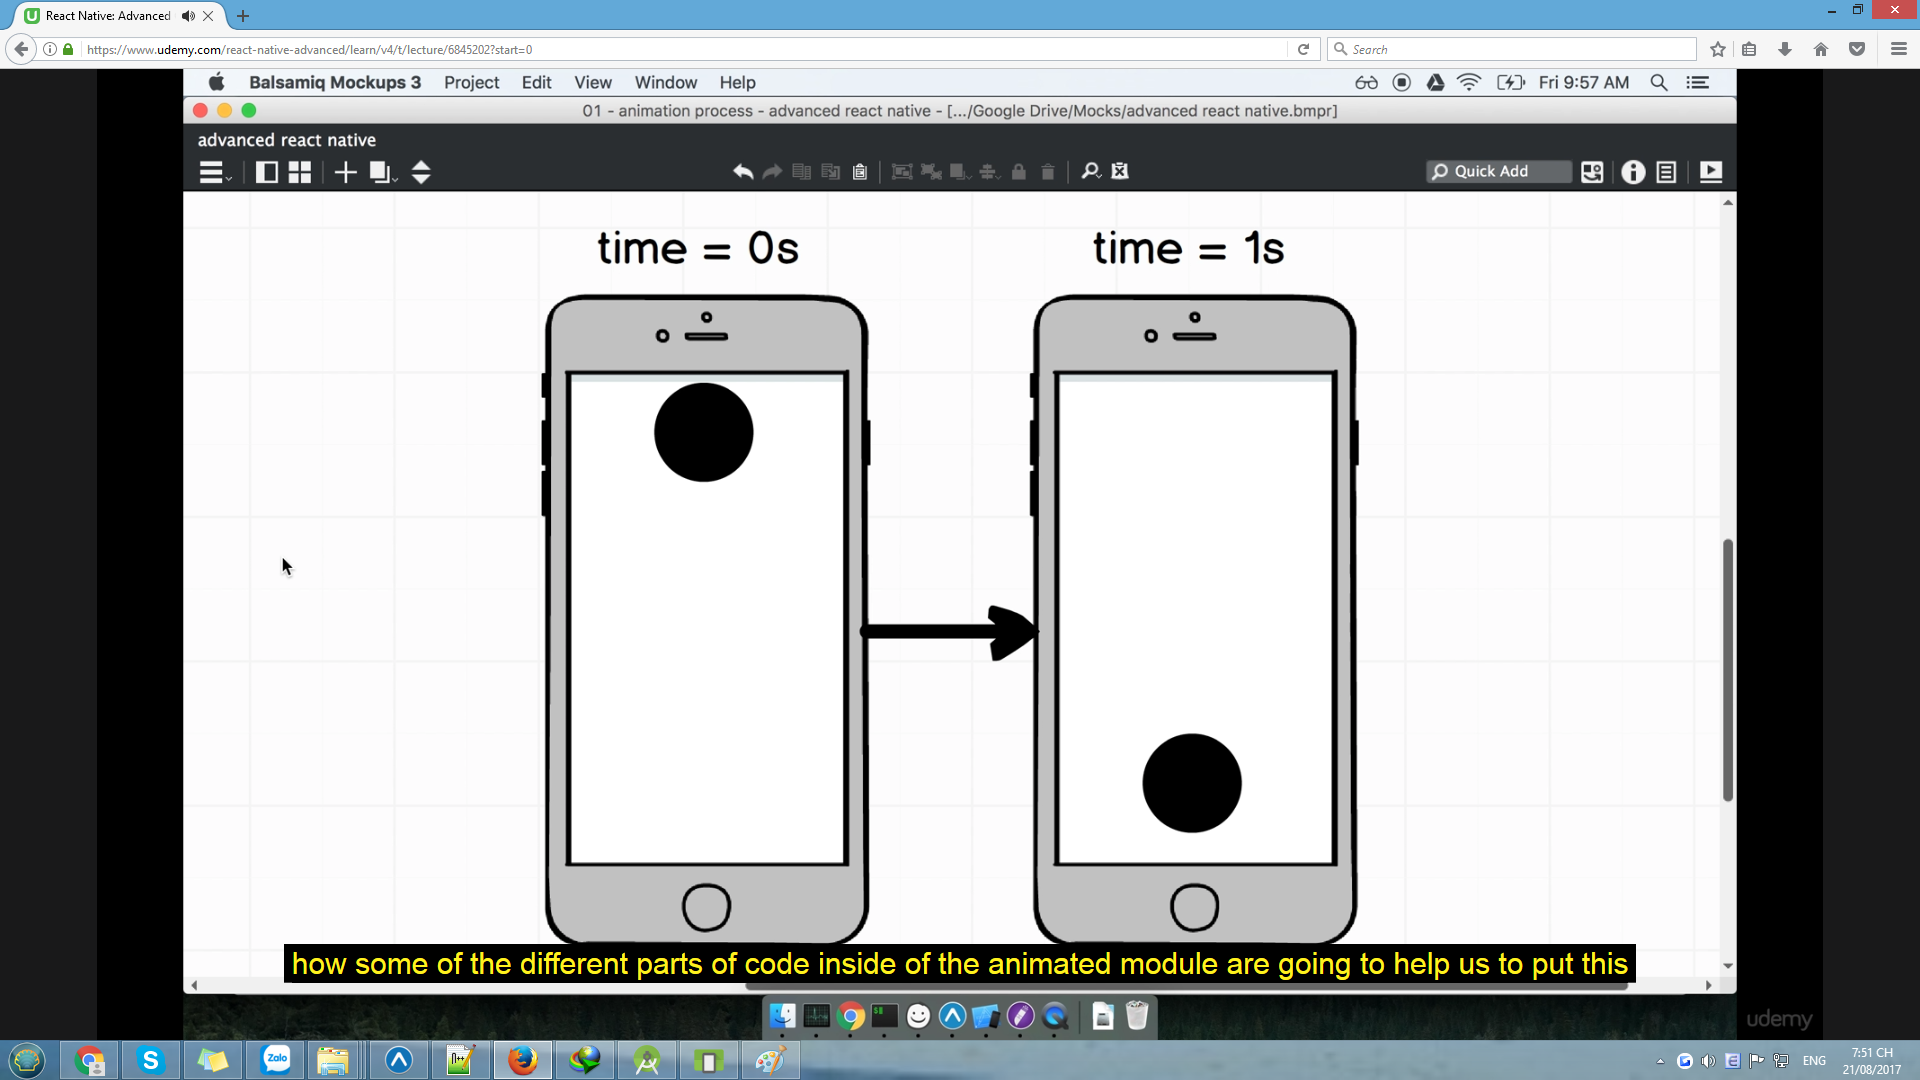 React Native: Advanced
https://www.udemy.com/react-native-advanced/learn/v4/t/lecture/6845202?start=0
Search
Balsamiq Mockups 3 Project Edit View Window Help
Fri 9:57 AM
01 - animation process - advanced react native - [.../Google Drive/Mocks/advanced react native.bmpr]
advanced react native
Quick Add
time = 0s
time = 1s
how some of the different parts of code inside of the animated module are going to help us to put this
udemy
Zalo
ENG
7:51 CH
21/08/2017